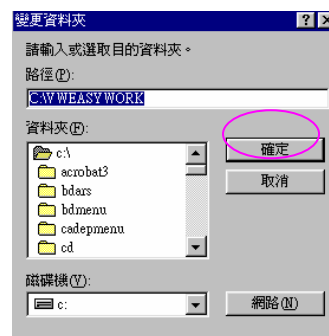 變更資料夾
請輸入或選取目的資料夾。
路徑(P):
C:\VWEASYWORK
資料夾(F):
c:\
acrobat3
bdars
bdmenu
cadepmenu
cd
確定
取消
磁碟機(V):
c:
網路(N)